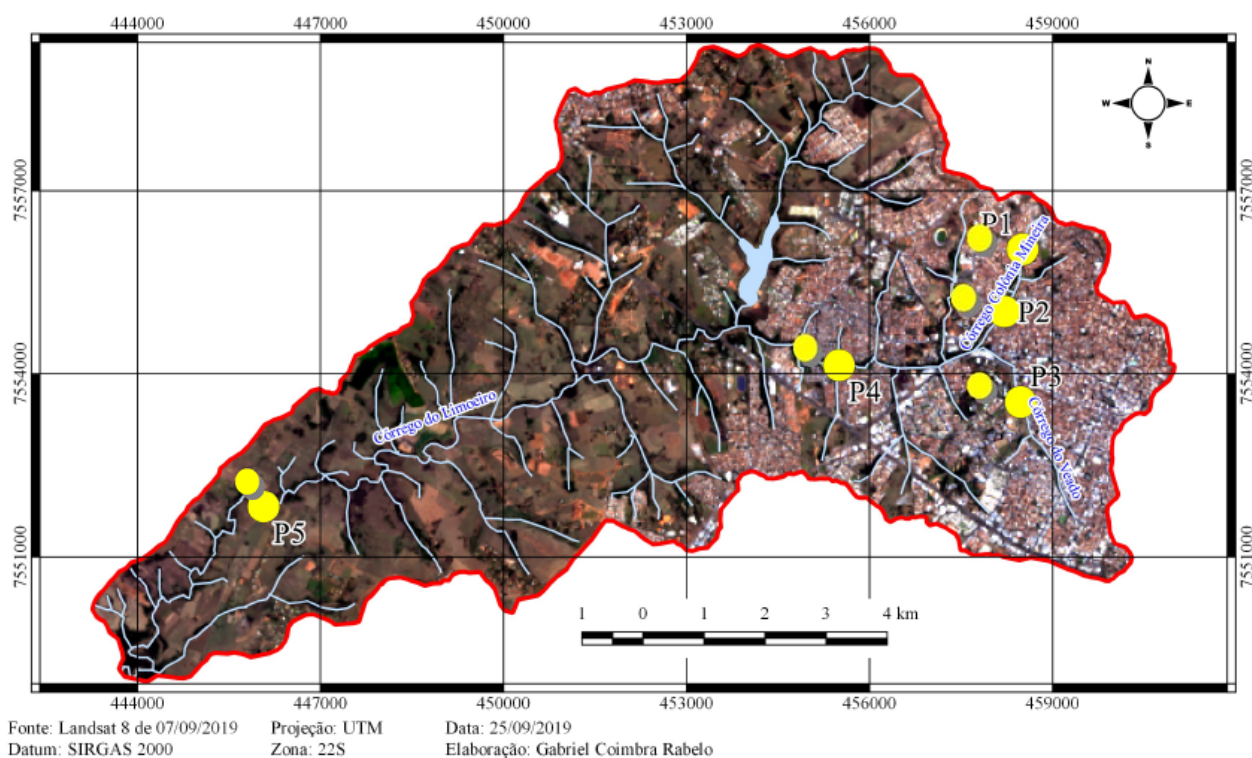 444000 447000 450000 453000 456000 459000
N
W E
S
7557000 7557000
P1
Córrego Colônia Mineira
P2
7554000 7554000
P3
P4
Córrego do Limoeiro
Córrego do Veado
P5
7551000 7551000
1 0 1 2 3 4 km
444000 447000 450000 453000 456000 459000
Fonte: Landsat 8 de 07/09/2019 Projeção: UTM Data: 25/09/2019
Datum: SIRGAS 2000 Zona: 22S Elaboração: Gabriel Coimbra Rabelo